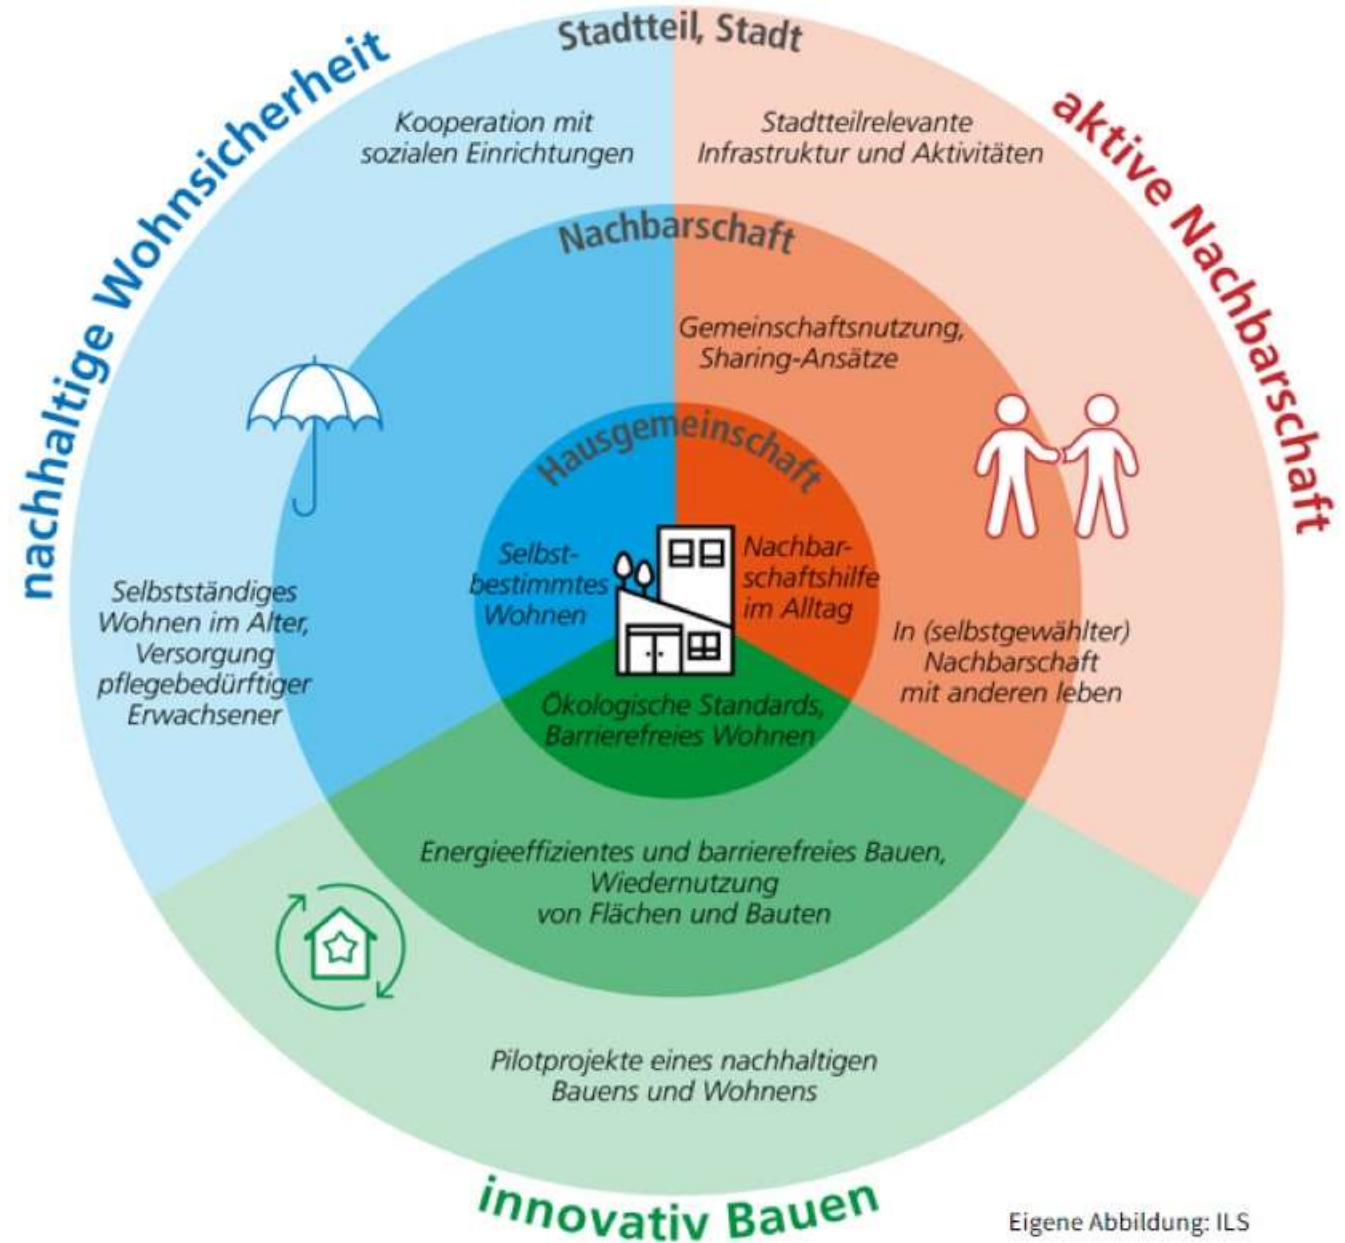 Stadtteil, Stadt
nachhaltige Wohnsicherheit
aktive Nachbarschaft
Kooperation mit
sozialen Einrichtungen
Stadtteilrelevante
Infrastruktur und Aktivitäten
Nachbarschaft
Gemeinschaftsnutzung,
Sharing-Ansätze
Hausgemeinschaft
Selbst-
bestimmtes
Wohnen
Nachbar-
schaftshilfe
im Alltag
Selbstständiges
Wohnen im Alter,
Versorgung
pflegebedürftiger
Erwachsener
In (selbstgewählter)
Nachbarschaft
mit anderen leben
Ökologische Standards,
Barrierefreies Wohnen
Energieeffizientes und barrierefreies Bauen,
Wiedernutzung
von Flächen und Bauten
Pilotprojekte eines nachhaltigen
Bauens und Wohnens
innovativ Bauen
Eigene Abbildung: ILS